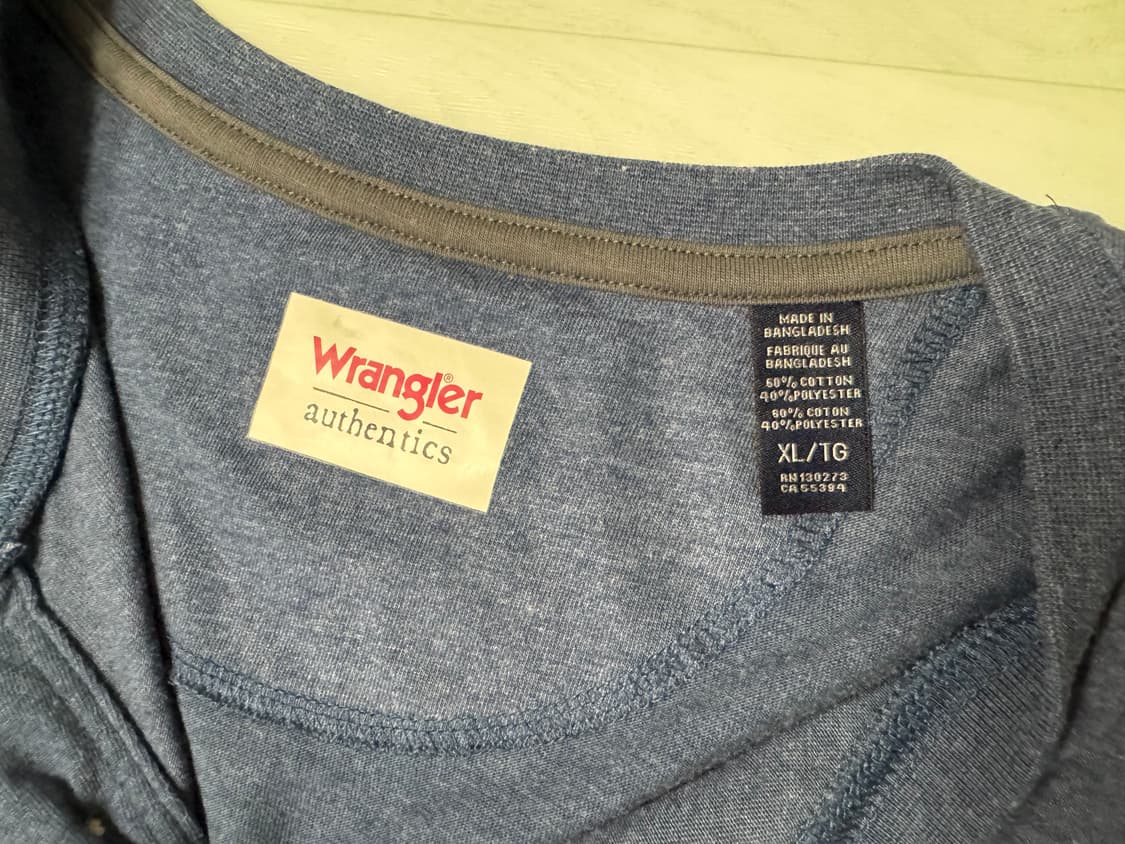 Wrangler®
authentics
MADE IN
BANGLADESH
FABRIQUE AU
BANGLADESH
60% COTTON
40% POLYESTER
60% COTON
40% POLYESTER
XL/TG
RN 130273
CA 55394